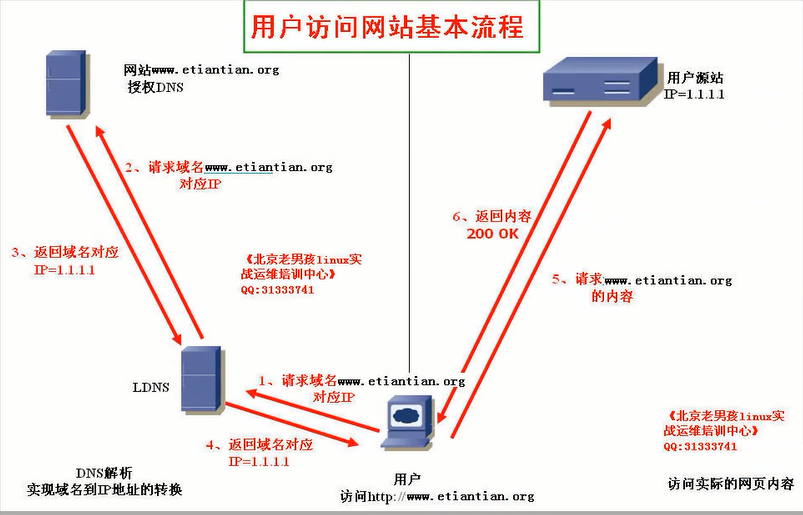 用户访问网站基本流程
网站www.etiantian.org
授权DNS
用户源站
IP=1.1.1.1
2、请求域名www.etiantian.org
对应IP
3、返回域名对应
IP=1.1.1.1
《北京老男孩linux实
战运维培训中心》
QQ:31333741
6、返回内容
200 OK
5、请求www.etiantian.org
的内容
LDNS
1、请求域名www.etiantian.org
对应IP
4、返回域名对应
IP=1.1.1.1
《北京老男孩linux实
战运维培训中心》
QQ:31333741
DNS解析
实现域名到IP地址的转换
用户
访问http://www.etiantian.org
访问实际的网页内容